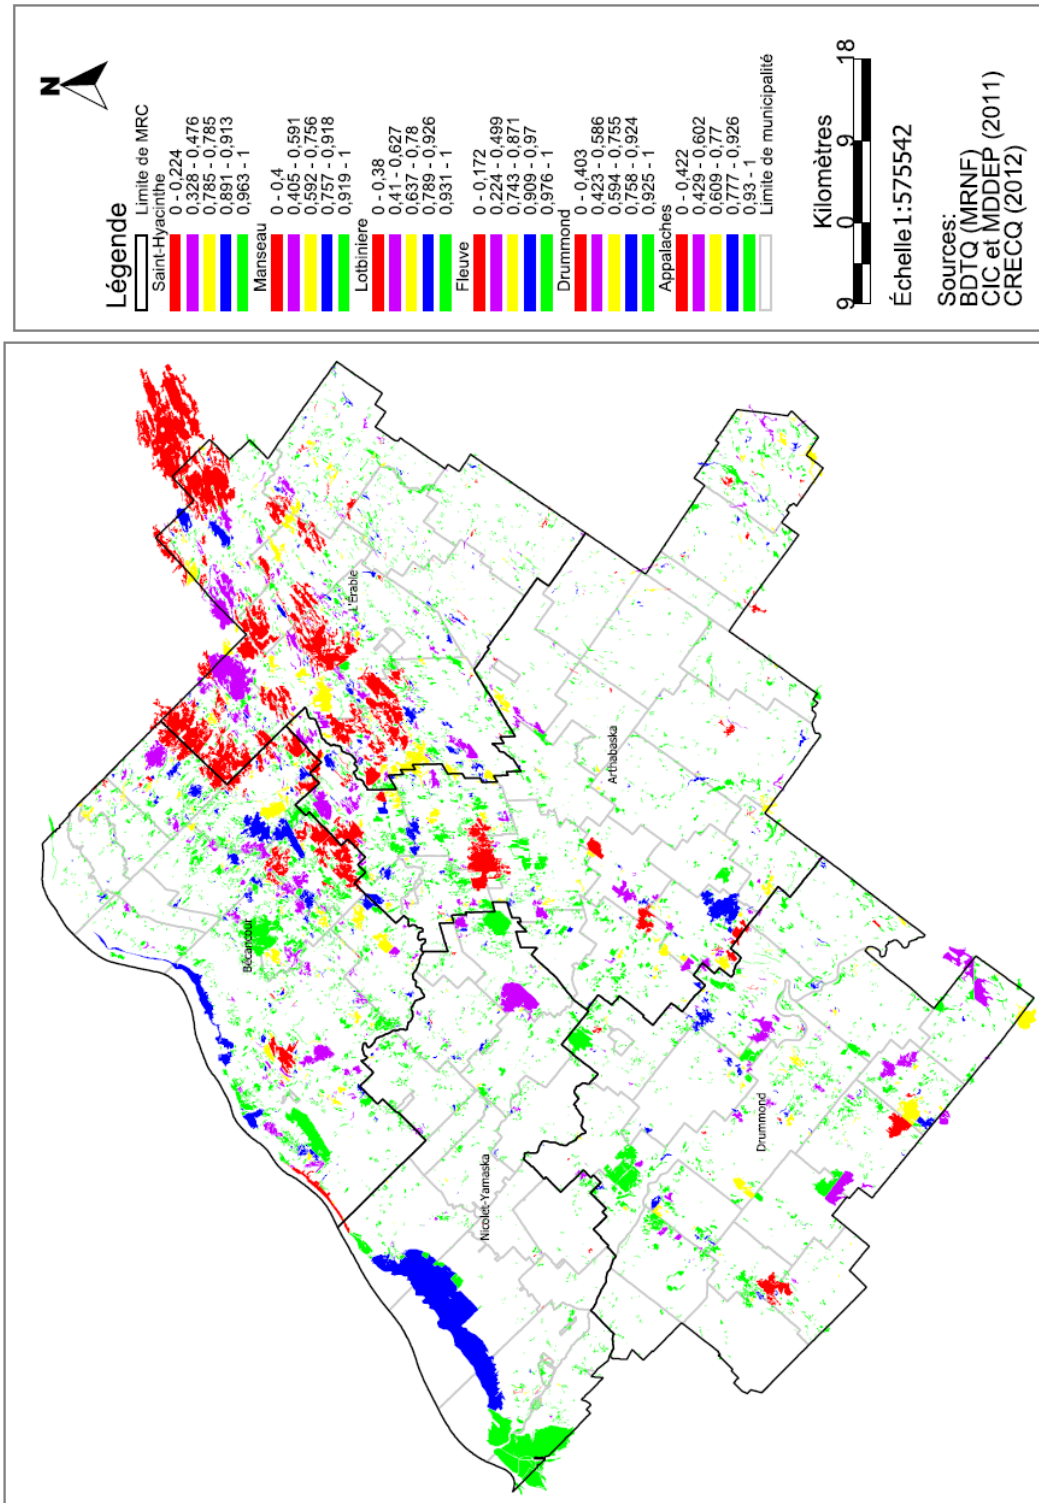 N
Légende
Limite de MRC
Saint-Hyacinthe
0 - 0,224
0,328 - 0,476
0,785 - 0,785
0,891 - 0,913
0,963 - 1
Manseau
0 - 0,4
0,405 - 0,591
0,592 - 0,756
0,757 - 0,918
0,919 - 1
Lotbiniere
0 - 0,38
0,41 - 0,627
0,637 - 0,78
0,789 - 0,926
0,931 - 1
Fleuve
0 - 0,172
0,224 - 0,499
0,743 - 0,871
0,909 - 0,97
0,976 - 1
Drummond
0 - 0,403
0,423 - 0,586
0,594 - 0,755
0,758 - 0,924
0,925 - 1
Appalaches
0 - 0,422
0,429 - 0,602
0,609 - 0,77
0,777 - 0,926
0,93 - 1
Limite de municipalité
Kilomètres
9 0 9 18
Échelle 1:575542
Sources:
BDTQ (MRNF)
CIC et MDDEP (2011)
CRECQ (2012)
L'Érable
Bécancour
Arthabaska
Nicolet-Yamaska
Drummond